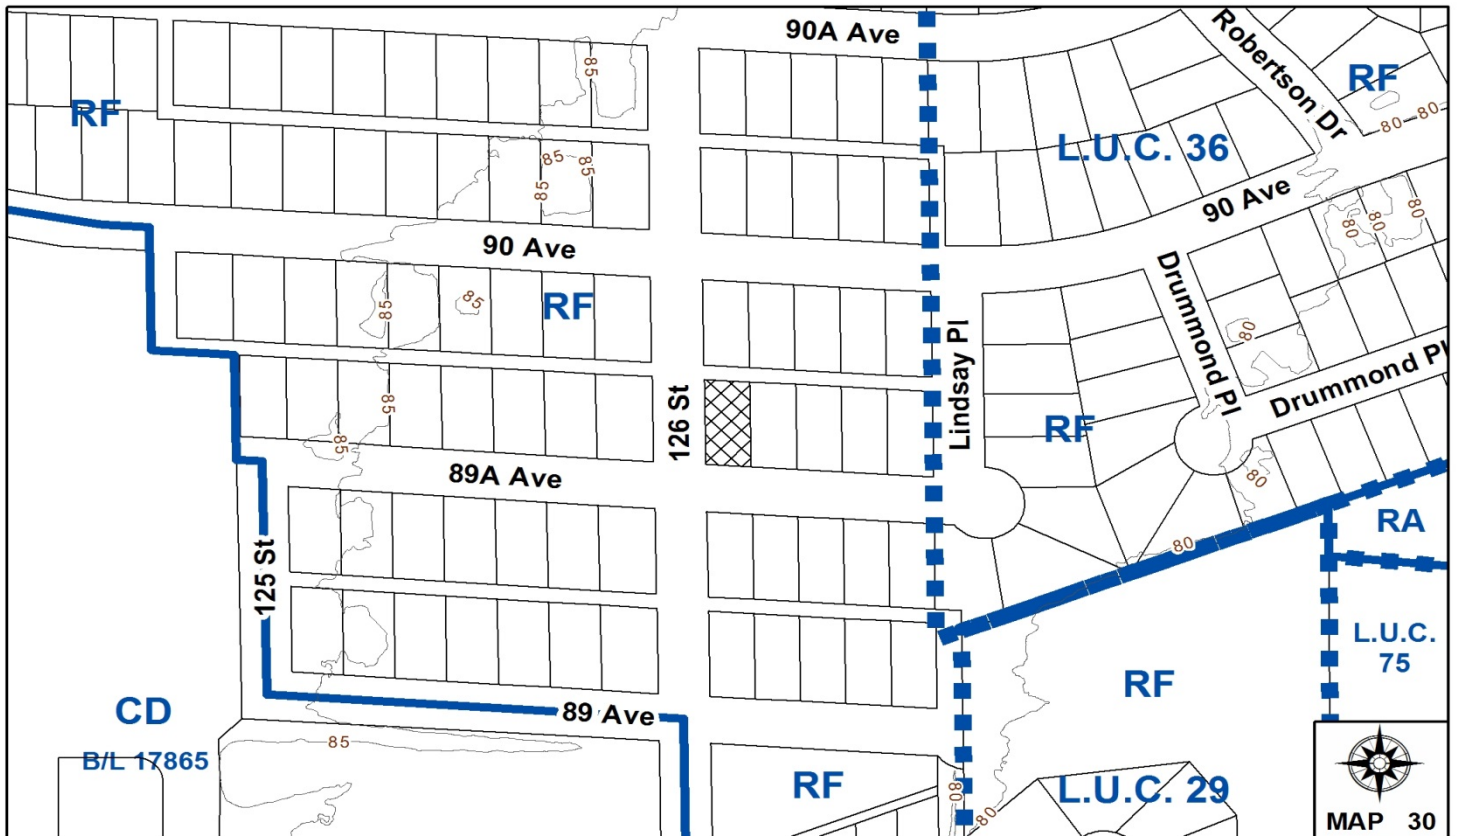 90A Ave
Robertson Dr
RF
RF
85
80
80
L.U.C. 36
85
85
85
90 Ave
80
80
80
90 Ave
Drummond Pl
85
85
RF
80
Lindsay Pl
Drummond Pl
126 St
85
85
RF
89A Ave
80
RA
80
125 St
L.U.C.
75
RF
CD
89 Ave
85
B/L 17865
RF
80
80
L.U.C. 29
MAP 30